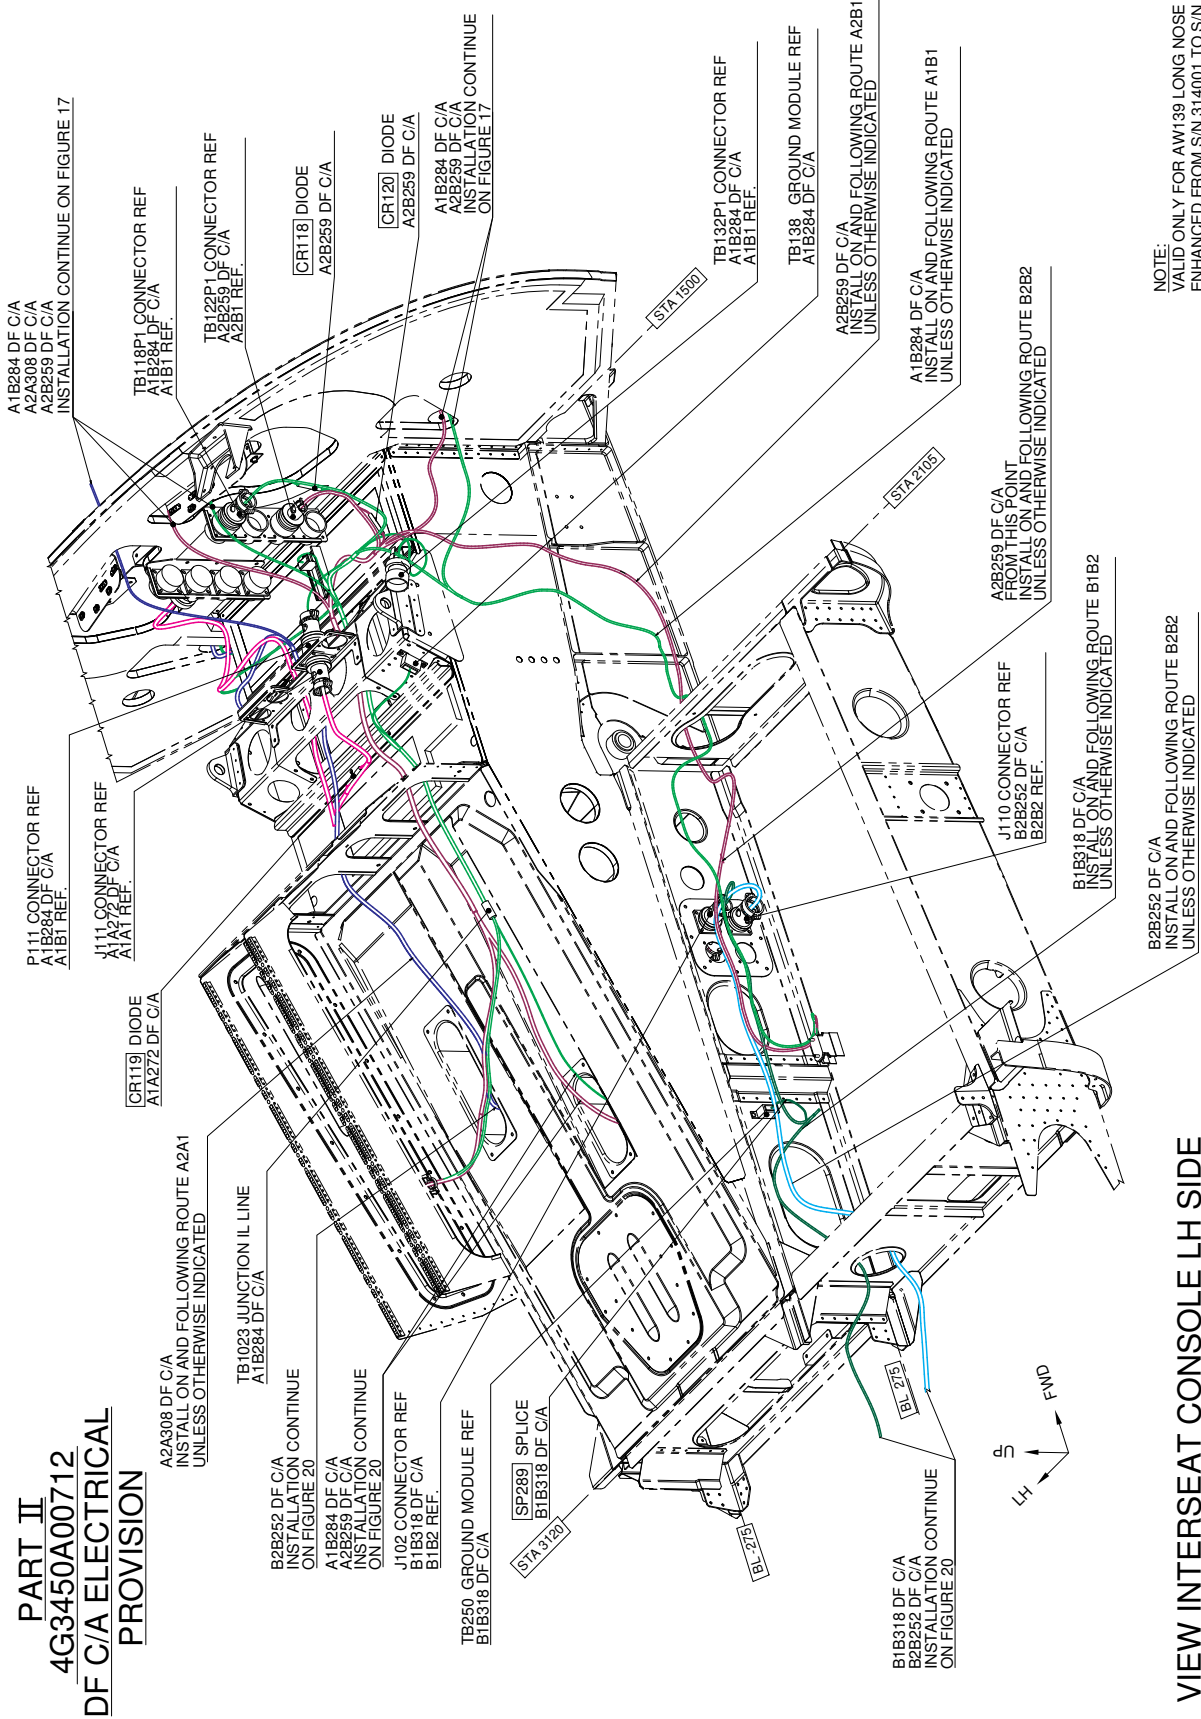 PART II
4G3450A00712
DF C/A ELECTRICAL
PROVISION
A2A308 DF C/A
INSTALL ON AND FOLLOWING ROUTE A2A1
UNLESS OTHERWISE INDICATED
TB1023 JUNCTION IL LINE
A1B284 DF C/A
B2B252 DF C/A
INSTALLATION CONTINUE
ON FIGURE 20
A1B284 DF C/A
A2B259 DF C/A
INSTALLATION CONTINUE
ON FIGURE 20
J102 CONNECTOR REF
B1B318 DF C/A
B1B2 REF.
TB250 GROUND MODULE REF
B1B318 DF C/A
SP289 SPLICE
B1B318 DF C/A
STA 3120
BL -275
B1B318 DF C/A
B2B252 DF C/A
INSTALLATION CONTINUE
ON FIGURE 20
BL 275
LH
UP
FWD
CR119 DIODE
A1A272 DF C/A
P111 CONNECTOR REF
A1B284 DF C/A
A1B1 REF.
J111 CONNECTOR REF
A1A272 DF C/A
A1A1 REF.
A1B284 DF C/A
A2A308 DF C/A
A2B259 DF C/A
INSTALLATION CONTINUE ON FIGURE 17
TB118P1 CONNECTOR REF
A1B284 DF C/A
A1B1 REF.
TB122P1 CONNECTOR REF
A2B259 DF C/A
A2B1 REF.
CR118 DIODE
A2B259 DF C/A
CR120 DIODE
A2B259 DF C/A
A1B284 DF C/A
A2B259 DF C/A
INSTALLATION CONTINUE
ON FIGURE 17
STA 1500
TB132P1 CONNECTOR REF
A1B284 DF C/A
A1B1 REF.
TB138 GROUND MODULE REF
A1B284 DF C/A
A2B259 DF C/A
INSTALL ON AND FOLLOWING ROUTE A2B1
UNLESS OTHERWISE INDICATED
A1B284 DF C/A
INSTALL ON AND FOLLOWING ROUTE A1B1
UNLESS OTHERWISE INDICATED
STA 2105
A2B259 DF C/A
FROM THIS POINT
INSTALL ON AND FOLLOWING ROUTE B2B2
UNLESS OTHERWISE INDICATED
J110 CONNECTOR REF
B2B252 DF C/A
B2B2 REF.
B1B318 DF C/A
INSTALL ON AND FOLLOWING ROUTE B1B2
UNLESS OTHERWISE INDICATED
B2B252 DF C/A
INSTALL ON AND FOLLOWING ROUTE B2B2
UNLESS OTHERWISE INDICATED
NOTE:
VALID ONLY FOR AW139 LONG NOSE
ENHANCED FROM S/N 314001 TO S/N
VIEW INTERSEAT CONSOLE LH SIDE